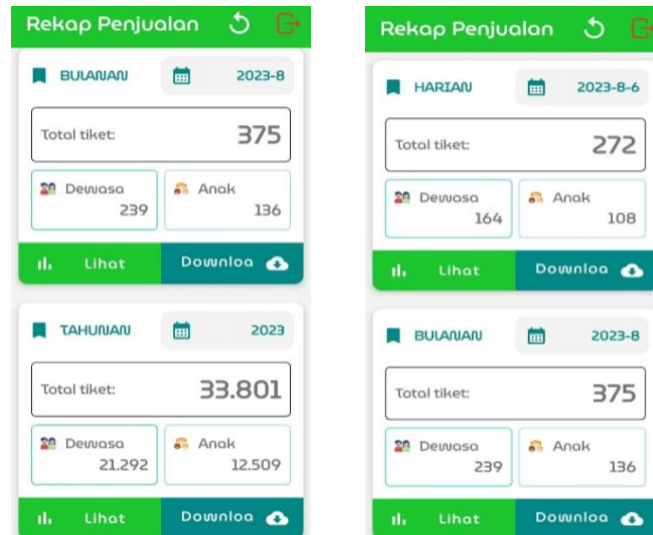 Rekap Penjualan
BULANAN 2023-8
Total tiket: 375
Dewasa Anak
239 136
Lihat Downloa
TAHUNAN 2023
Total tiket: 33.801
Dewasa Anak
21.292 12.509
Lihat Downloa
Rekap Penjualan
HARIAN 2023-8-6
Total tiket: 272
Dewasa Anak
164 108
Lihat Downloa
BULANAN 2023-8
Total tiket: 375
Dewasa Anak
239 136
Lihat Downloa